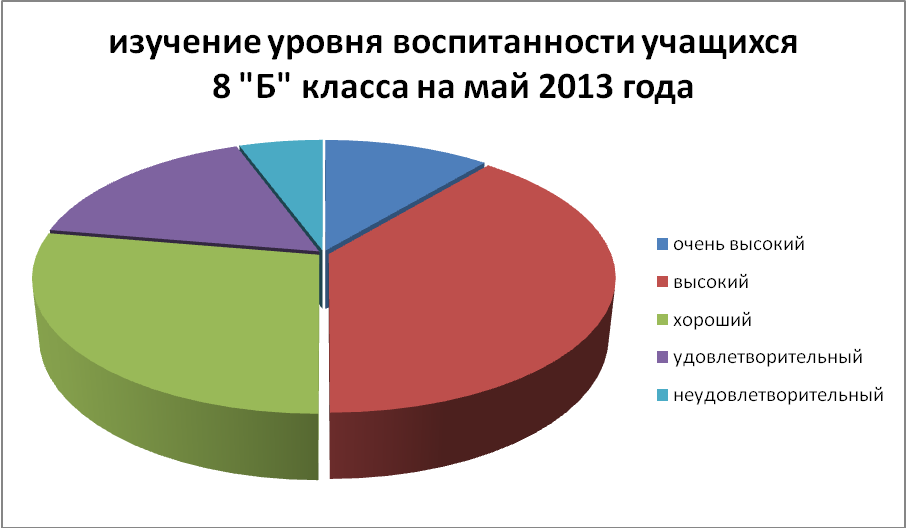 изучение уровня воспитанности учащихся
8 "Б" класса на май 2013 года
очень высокий
высокий
хороший
удовлетворительный
неудовлетворительный